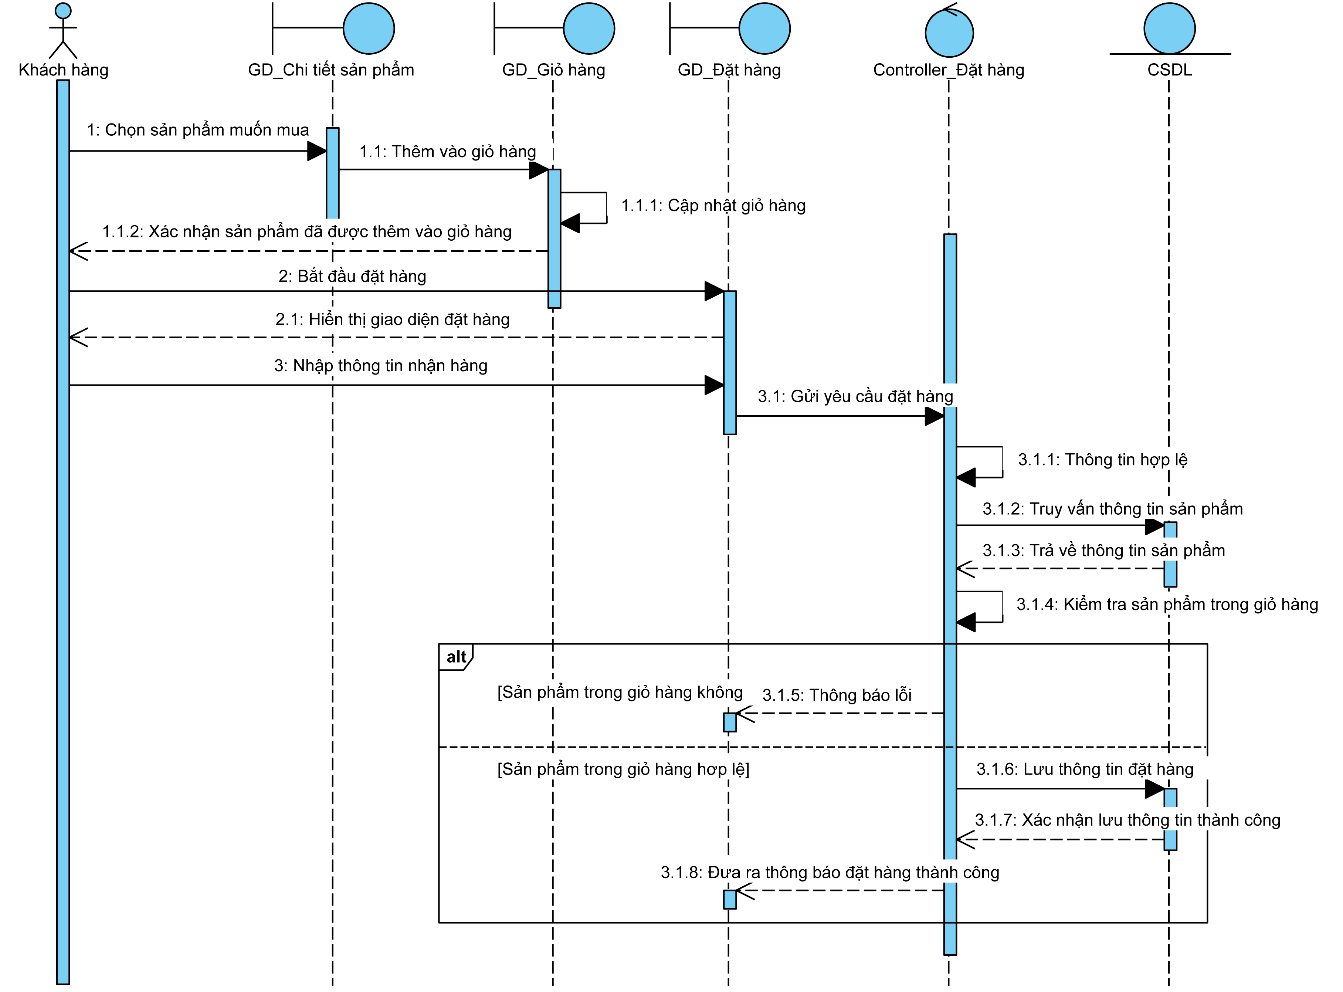 Khách hàng
GD_Chi tiết sản phẩm
GD_Giỏ hàng
GD_Đặt hàng
Controller_Đặt hàng
CSDL
1: Chọn sản phẩm muốn mua
1.1: Thêm vào giỏ hàng
1.1.1: Cập nhật giỏ hàng
1.1.2: Xác nhận sản phẩm đã được thêm vào giỏ hàng
2: Bắt đầu đặt hàng
2.1: Hiển thị giao diện đặt hàng
3: Nhập thông tin nhận hàng
3.1: Gửi yêu cầu đặt hàng
3.1.1: Thông tin hợp lệ
3.1.2: Truy vấn thông tin sản phẩm
3.1.3: Trả về thông tin sản phẩm
3.1.4: Kiểm tra sản phẩm trong giỏ hàng
alt
[Sản phẩm trong giỏ hàng không
3.1.5: Thông báo lỗi
[Sản phẩm trong giỏ hàng hơp lệ]
3.1.6: Lưu thông tin đặt hàng
3.1.7: Xác nhận lưu thông tin thành công
3.1.8: Đưa ra thông báo đặt hàng thành công